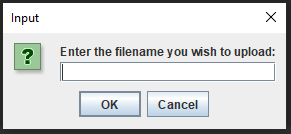 Input
Enter the filename you wish to upload:
OK
Cancel